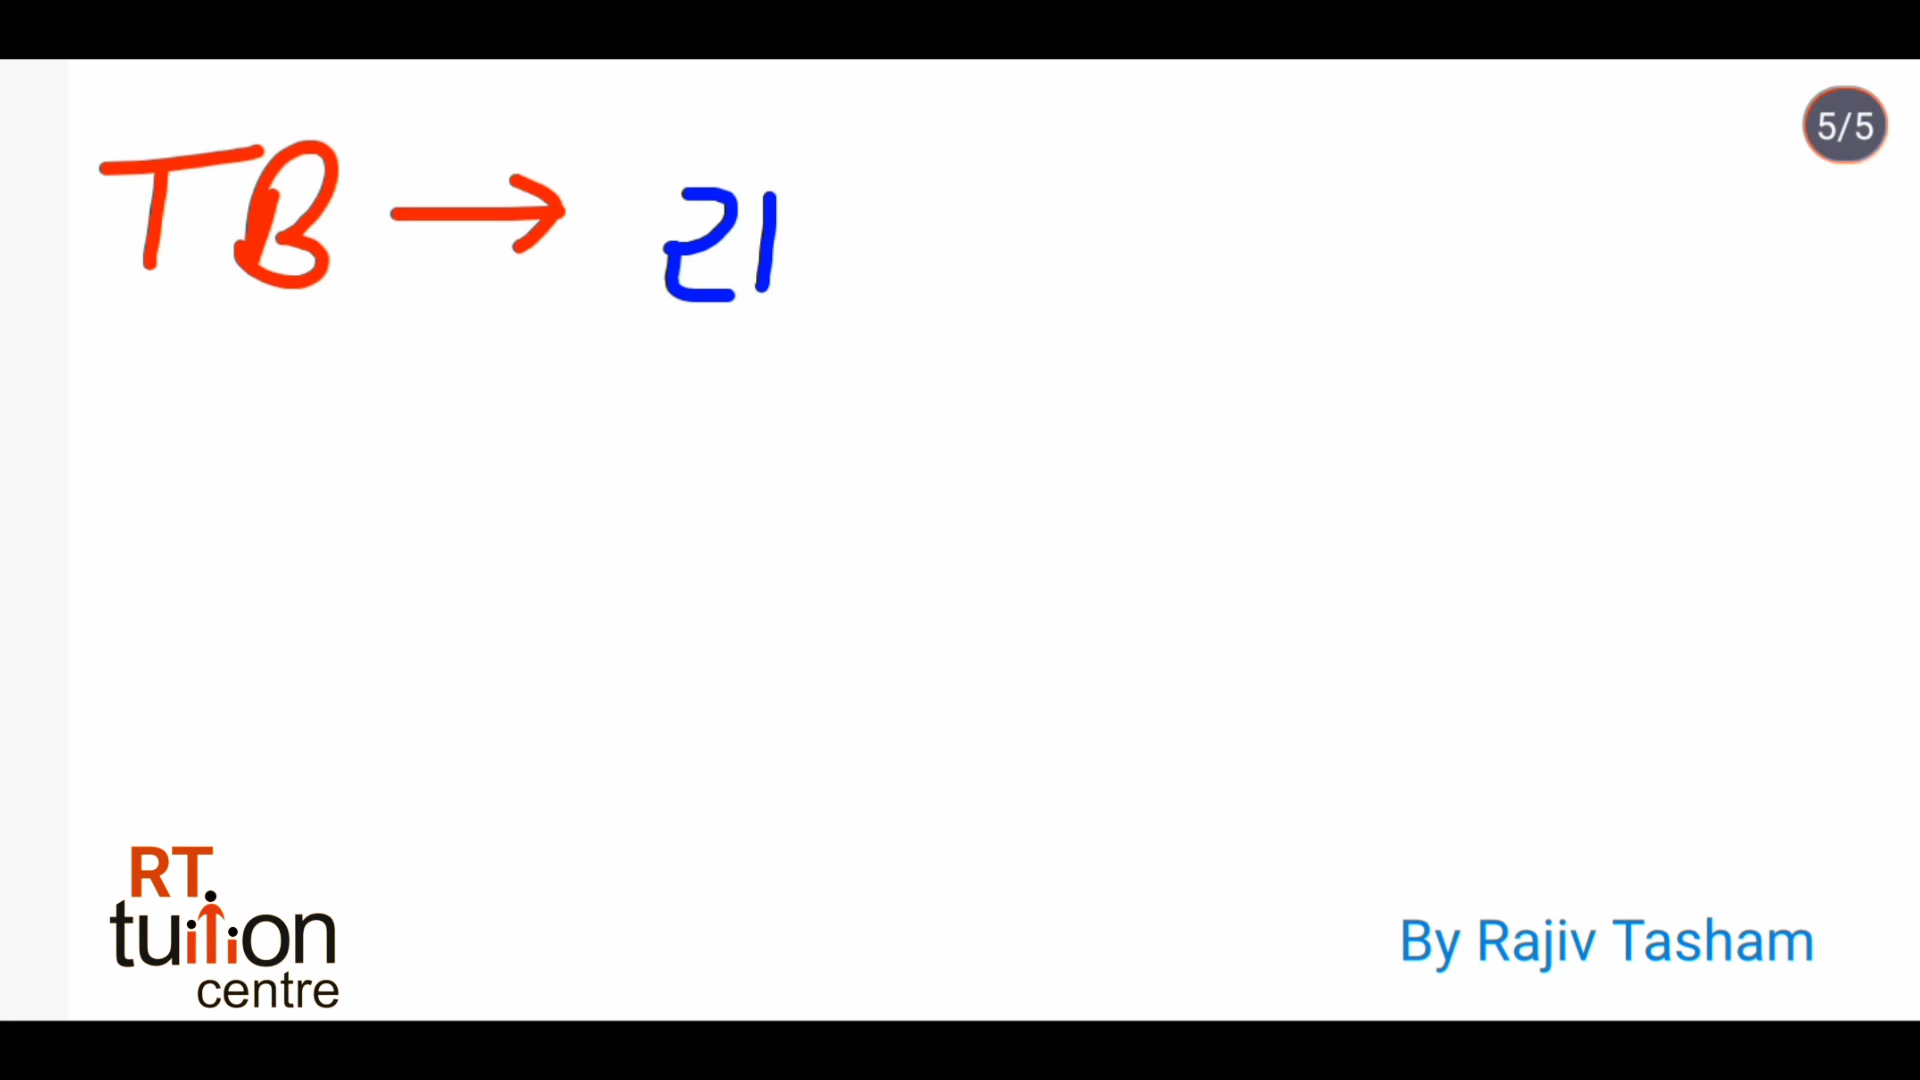 TB → 21
5/5
RT
tuition
centre
By Rajiv Tasham